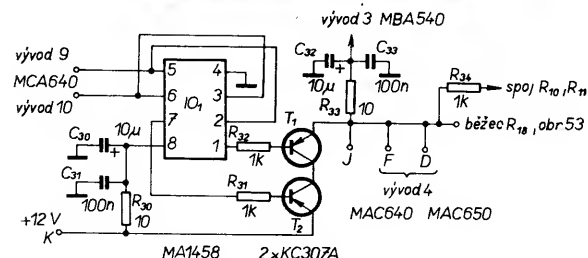 vývod 3 MBA540
vývod 9
MCA640
vývod 10
5
6
7
8
4
3
2
1
IO₁
C₃₂
10µ
+
C₃₃
100n
R₃₃
10
R₃₄
1k
spoj R₁₀, R₁₁
běžec R₁₈, obr 53
T₁
R₃₂
1k
C₃₀
10µ
+
C₃₁
100n
R₃₀
10
R₃₁
1k
T₂
J
F
D
vývod 4
MAC640 MAC650
+12 V
K
MA1458 2×KC307A